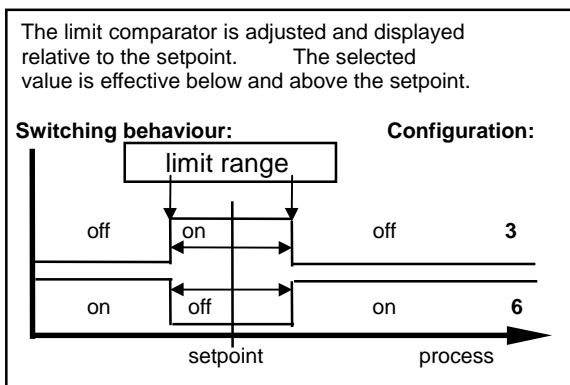 The limit comparator is adjusted and displayed
relative to the setpoint. The selected
value is effective below and above the setpoint.
Switching behaviour: Configuration:
limit range
off on off 3
on off on 6
setpoint process